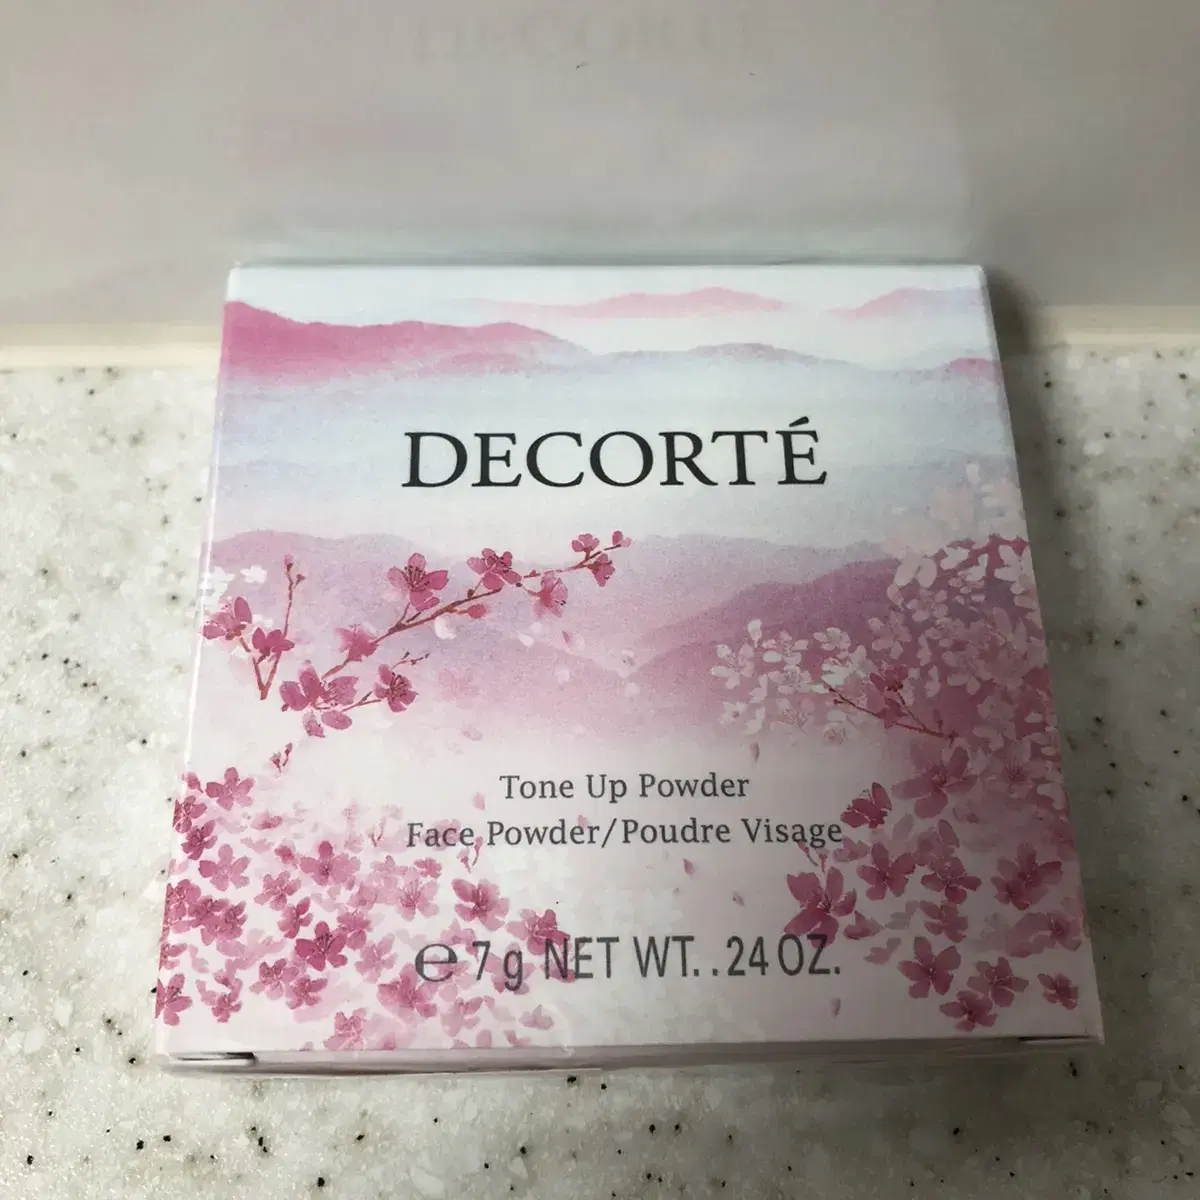 DECORTÉ
Tone Up Powder
Face Powder/Poudre Visage
℮ 7 g NET WT. .24 OZ.